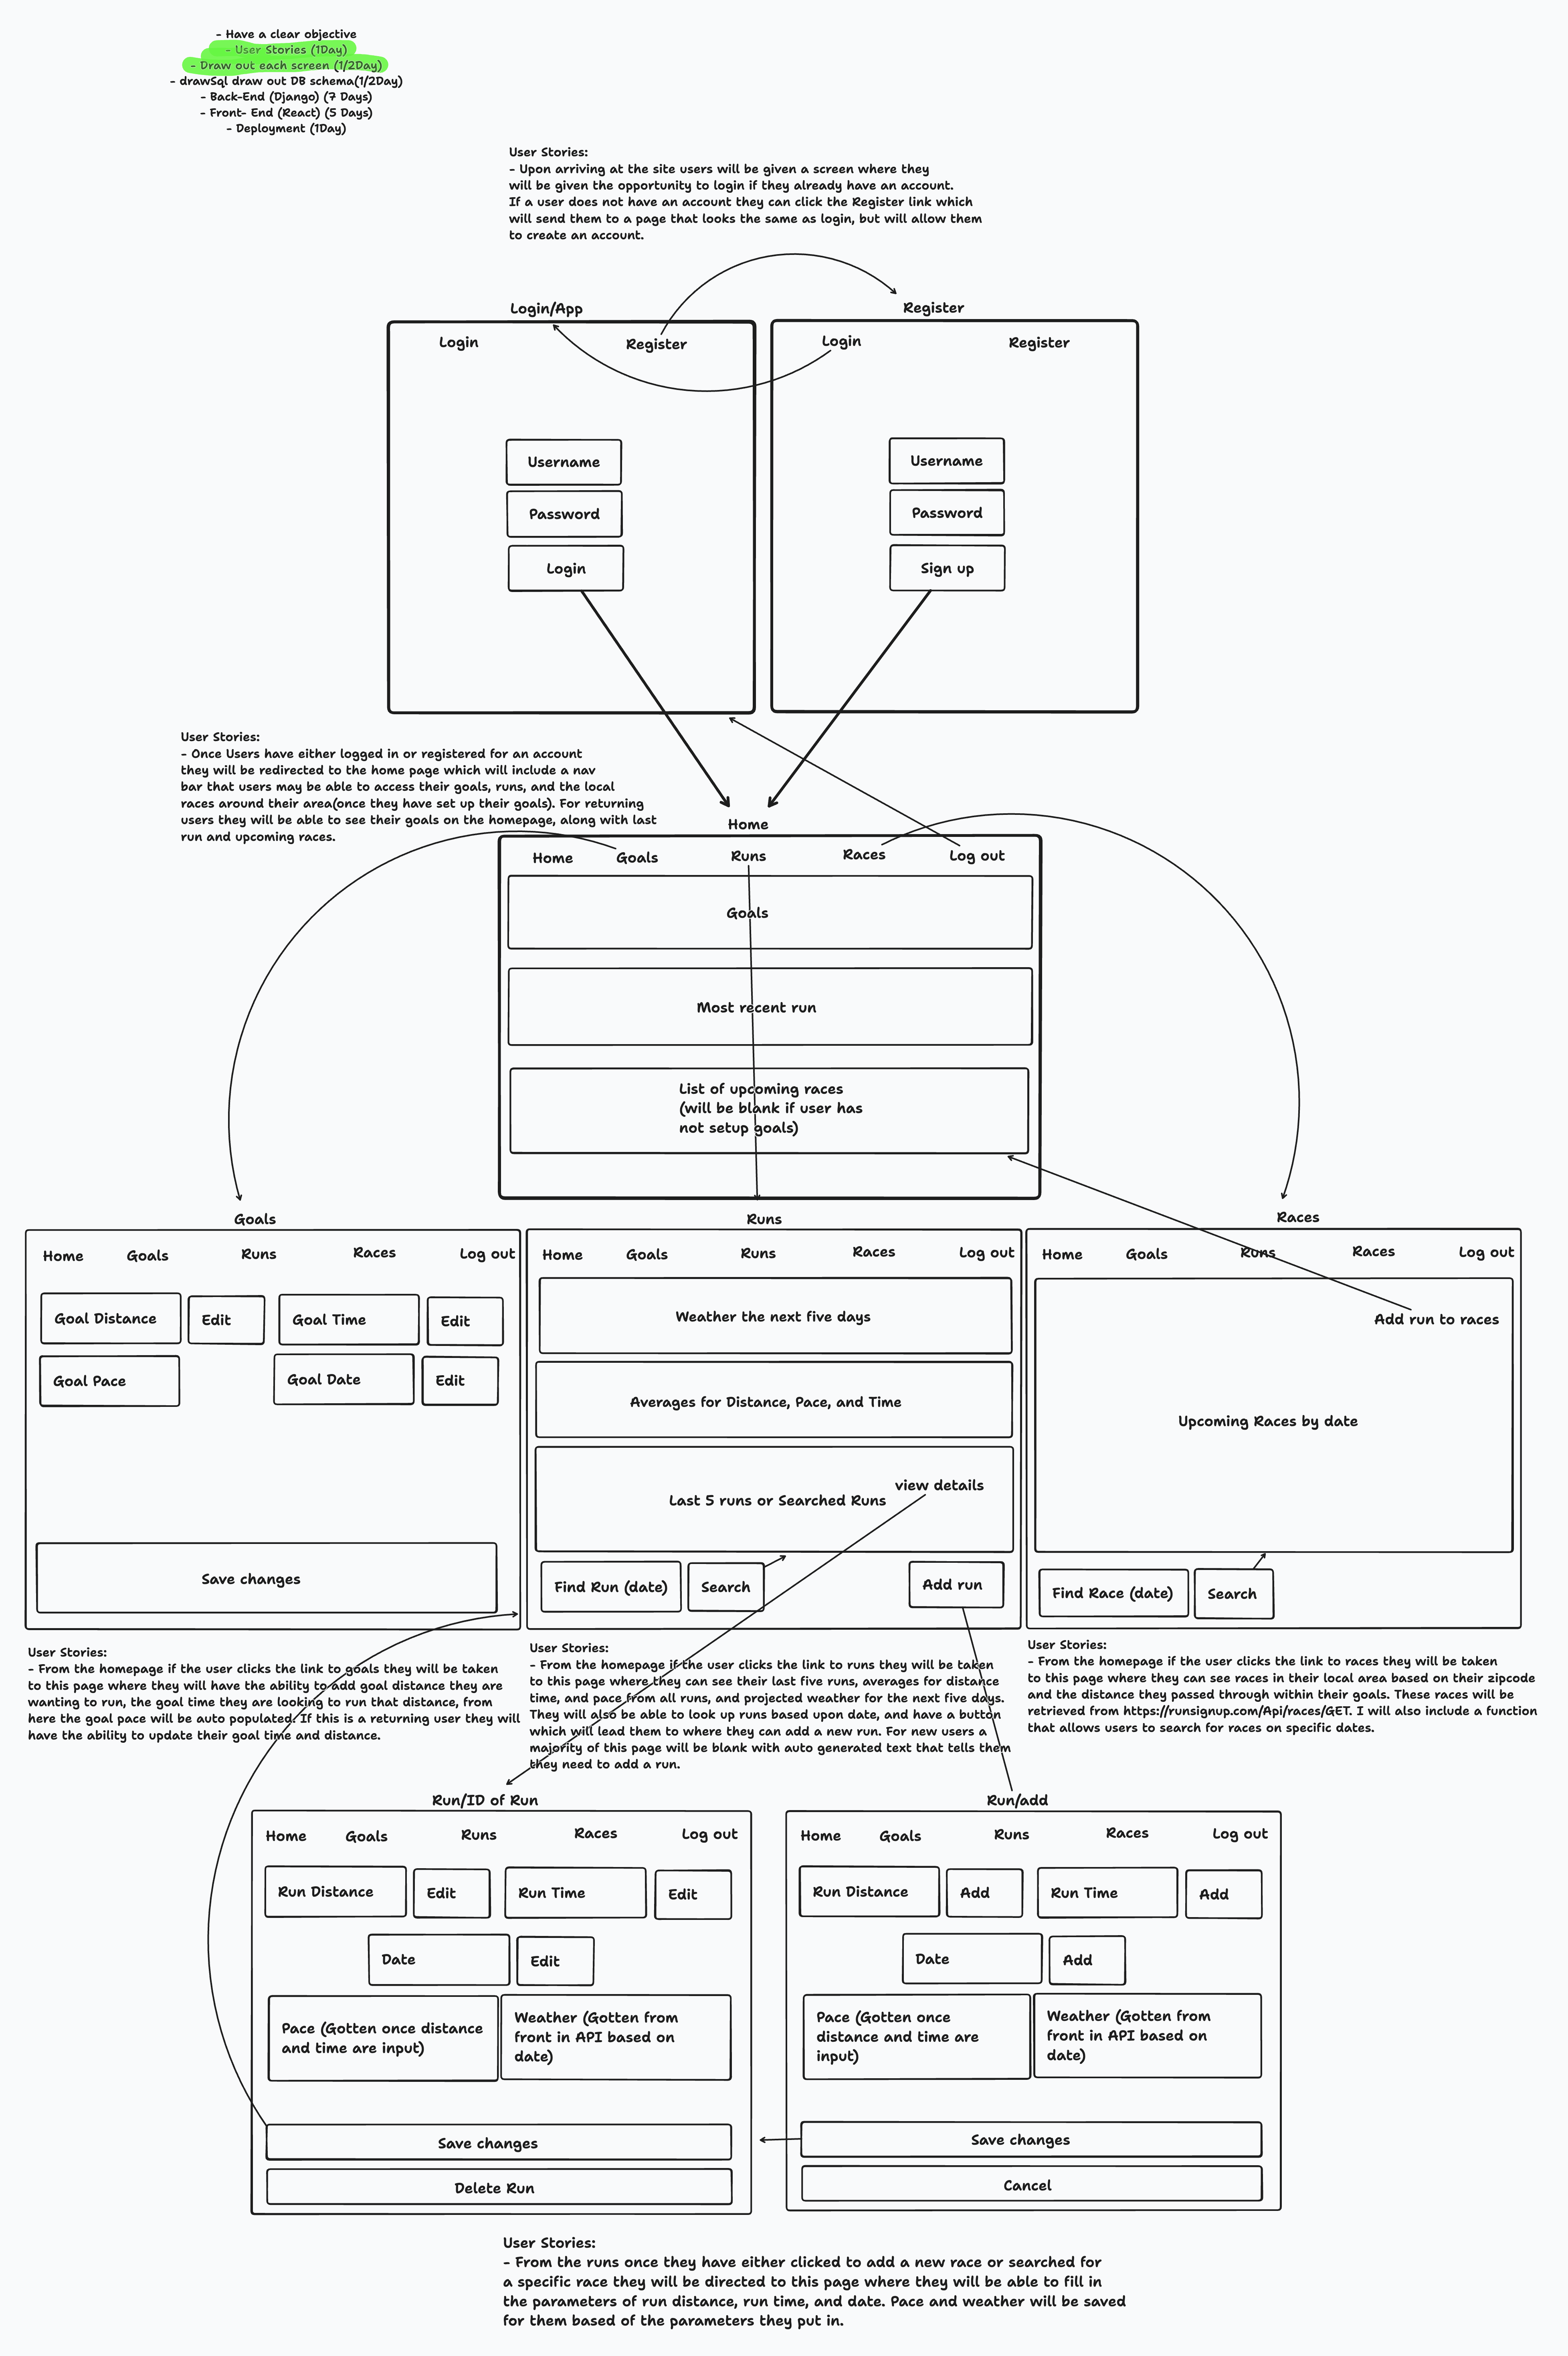 - Have a clear objective
- User Stories (1Day)
- Draw out each screen (1/2Day)
- drawSql draw out DB schema(1/2Day)
- Back-End (Django) (7 Days)
- Front- End (React) (5 Days)
- Deployment (1Day)
User Stories:
- Upon arriving at the site users will be given a screen where they
will be given the opportunity to login if they already have an account.
If a user does not have an account they can click the Register link which
will send them to a page that looks the same as login, but will allow them
to create an account.
Login/App
Login
Register
Username
Password
Login
Register
Login
Register
Username
Password
Sign up
User Stories:
- Once Users have either logged in or registered for an account
they will be redirected to the home page which will include a nav
bar that users may be able to access their goals, runs, and the local
races around their area(once they have set up their goals). For returning
users they will be able to see their goals on the homepage, along with last
run and upcoming races.
Home
Home
Goals
Runs
Races
Log out
Goals
Most recent run
List of upcoming races
(will be blank if user has
not setup goals)
Goals
Home
Goals
Runs
Races
Log out
Goal Distance
Edit
Goal Time
Edit
Goal Pace
Goal Date
Edit
Save changes
User Stories:
- From the homepage if the user clicks the link to goals they will be taken
to this page where they will have the ability to add goal distance they are
wanting to run, the goal time they are looking to run that distance, from
here the goal pace will be auto populated. If this is a returning user they will
have the ability to update their goal time and distance.
Runs
Home
Goals
Runs
Races
Log out
Weather the next five days
Averages for Distance, Pace, and Time
view details
Last 5 runs or Searched Runs
Find Run (date)
Search
Add run
User Stories:
- From the homepage if the user clicks the link to runs they will be taken
to this page where they can see their last five runs, averages for distance
time, and pace from all runs, and projected weather for the next five days.
They will also be able to look up runs based upon date, and have a button
which will lead them to where they can add a new run. For new users a
majority of this page will be blank with auto generated text that tells them
they need to add a run.
Races
Home
Goals
Runs
Races
Log out
Add run to races
Upcoming Races by date
Find Race (date)
Search
User Stories:
- From the homepage if the user clicks the link to races they will be taken
to this page where they can see races in their local area based on their zipcode
and the distance they passed through within their goals. These races will be
retrieved from https://runsignup.com/Api/races/GET. I will also include a function
that allows users to search for races on specific dates.
Run/ID of Run
Home
Goals
Runs
Races
Log out
Run Distance
Edit
Run Time
Edit
Date
Edit
Pace (Gotten once distance
and time are input)
Weather (Gotten from
front in API based on
date)
Save changes
Delete Run
Run/add
Home
Goals
Runs
Races
Log out
Run Distance
Add
Run Time
Add
Date
Add
Pace (Gotten once
distance and time are
input)
Weather (Gotten from
front in API based on
date)
Save changes
Cancel
User Stories:
- From the runs once they have either clicked to add a new race or searched for
a specific race they will be directed to this page where they will be able to fill in
the parameters of run distance, run time, and date. Pace and weather will be saved
for them based of the parameters they put in.